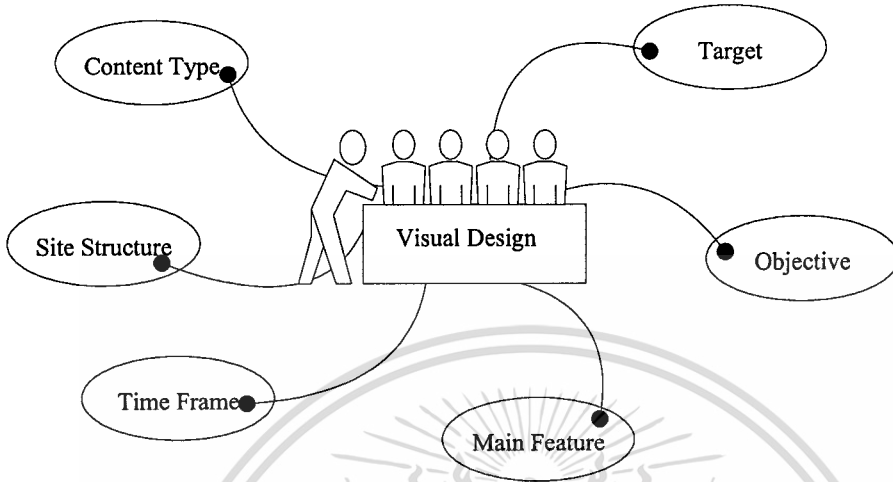 Content Type
Target
Site Structure
Visual Design
Objective
Time Frame
Main Feature